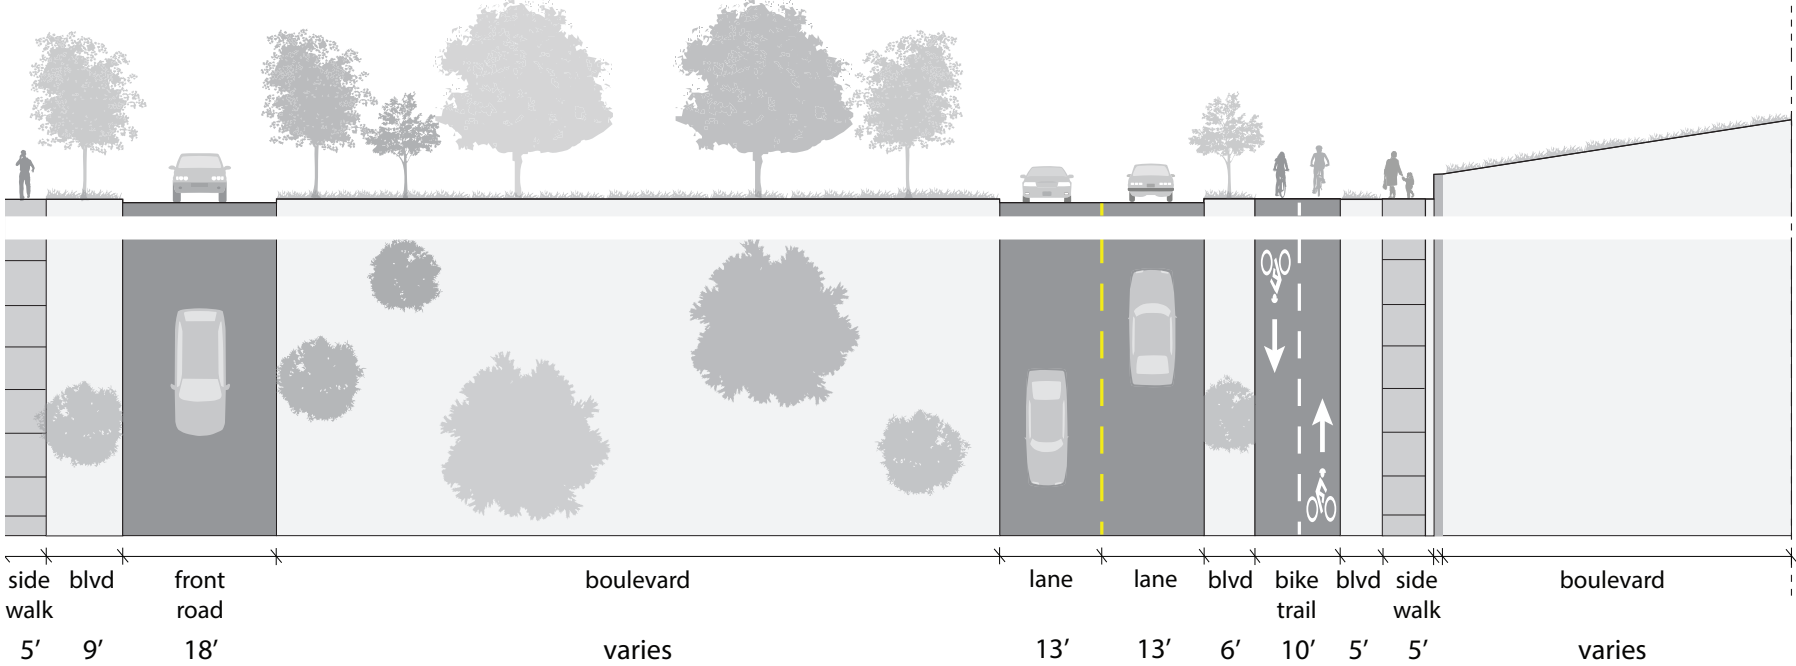 side blvd front boulevard lane lane blvd bike blvd side boulevard
walk road trail walk
5’ 9’ 18’ varies 13’ 13’ 6’ 10’ 5’ 5’ varies